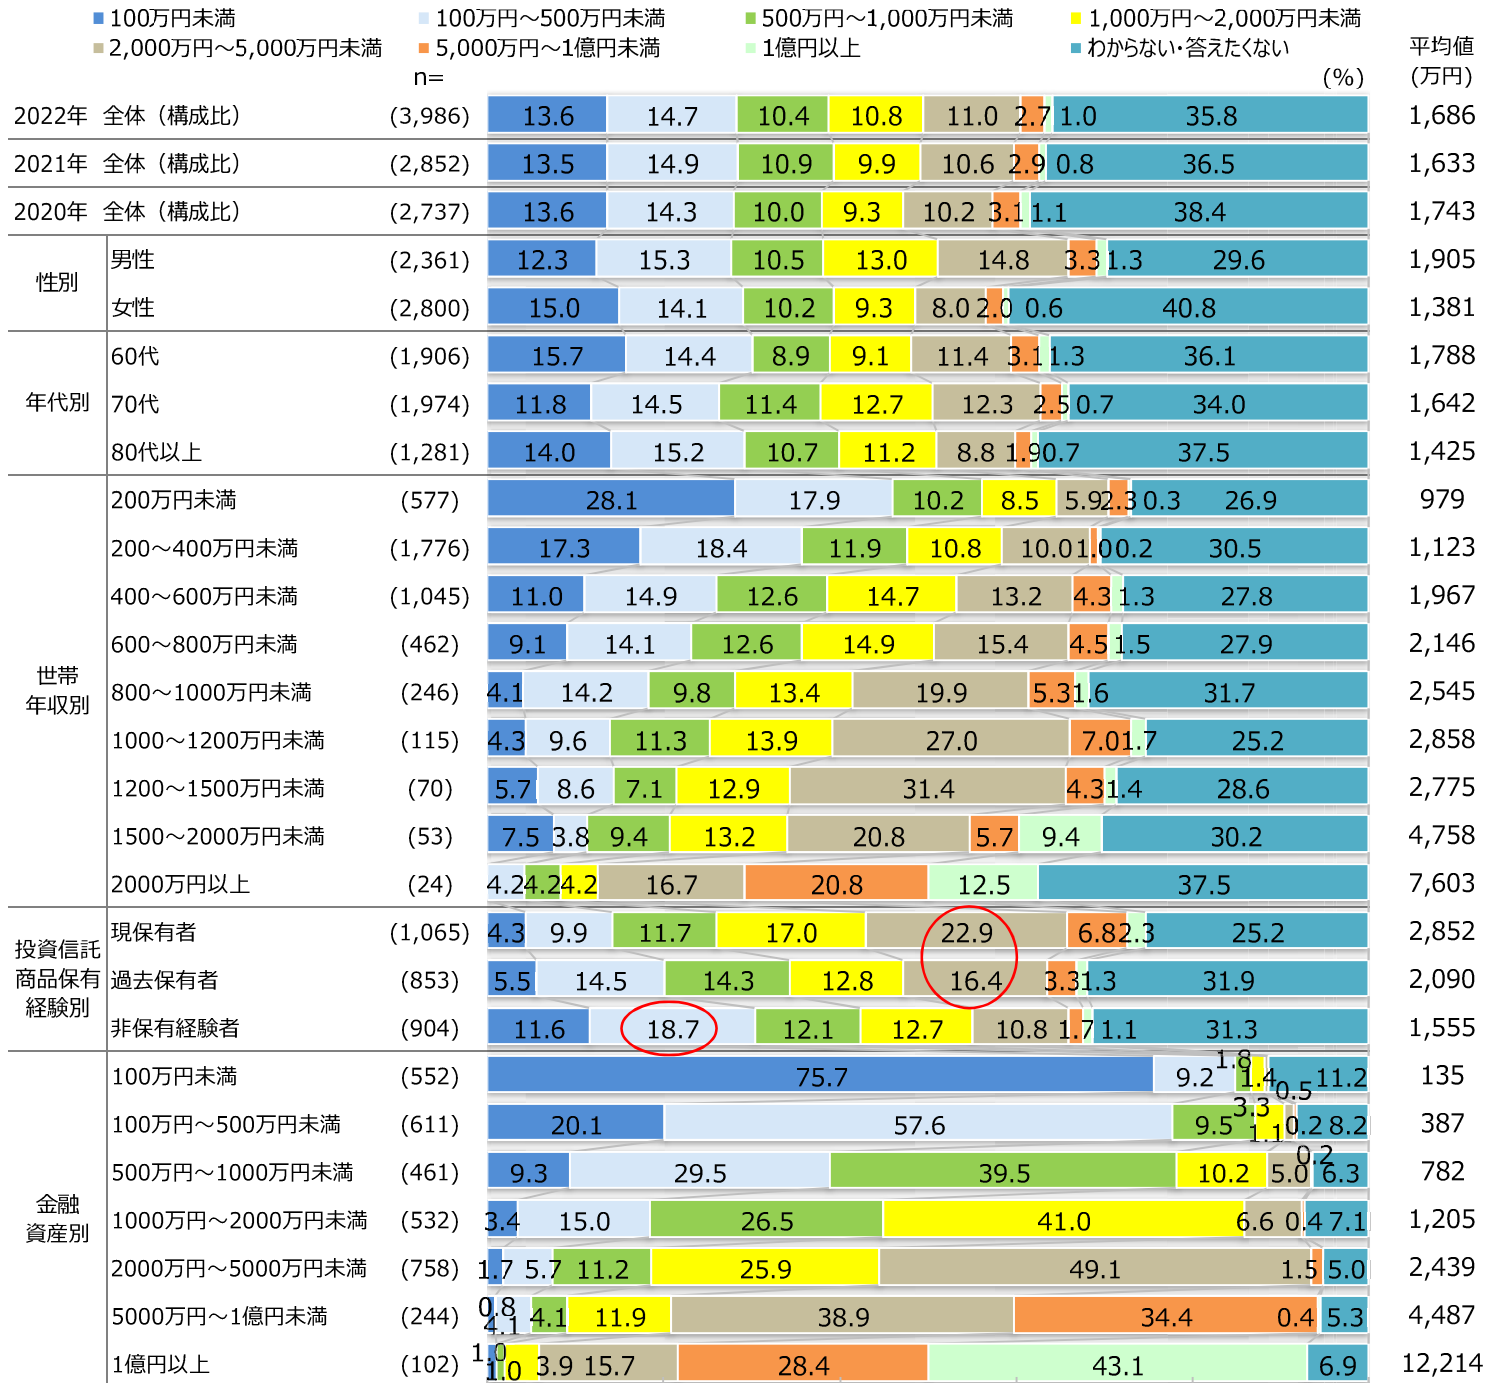 100万円未満 100万円～500万円未満 500万円～1,000万円未満 1,000万円～2,000万円未満
2,000万円～5,000万円未満 5,000万円～1億円未満 1億円以上 わからない・答えたくない 平均値
n= (%) (万円)
2022年 全体（構成比） (3,986) 13.6 14.7 10.4 10.8 11.0 2.7 1.0 35.8 1,686
2021年 全体（構成比） (2,852) 13.5 14.9 10.9 9.9 10.6 2.9 0.8 36.5 1,633
2020年 全体（構成比） (2,737) 13.6 14.3 10.0 9.3 10.2 3.1 1.1 38.4 1,743
性別
男性 (2,361) 12.3 15.3 10.5 13.0 14.8 3.3 1.3 29.6 1,905
女性 (2,800) 15.0 14.1 10.2 9.3 8.0 2.0 0.6 40.8 1,381
年代別
60代 (1,906) 15.7 14.4 8.9 9.1 11.4 3.1 1.3 36.1 1,788
70代 (1,974) 11.8 14.5 11.4 12.7 12.3 2.5 0.7 34.0 1,642
80代以上 (1,281) 14.0 15.2 10.7 11.2 8.8 1.9 0.7 37.5 1,425
世帯
年収別
200万円未満 (577) 28.1 17.9 10.2 8.5 5.9 2.3 0.3 26.9 979
200～400万円未満 (1,776) 17.3 18.4 11.9 10.8 10.0 1.0 0.2 30.5 1,123
400～600万円未満 (1,045) 11.0 14.9 12.6 14.7 13.2 4.3 1.3 27.8 1,967
600～800万円未満 (462) 9.1 14.1 12.6 14.9 15.4 4.5 1.5 27.9 2,146
800～1000万円未満 (246) 4.1 14.2 9.8 13.4 19.9 5.3 1.6 31.7 2,545
1000～1200万円未満 (115) 4.3 9.6 11.3 13.9 27.0 7.0 1.7 25.2 2,858
1200～1500万円未満 (70) 5.7 8.6 7.1 12.9 31.4 4.3 1.4 28.6 2,775
1500～2000万円未満 (53) 7.5 3.8 9.4 13.2 20.8 5.7 9.4 30.2 4,758
2000万円以上 (24) 4.2 4.2 4.2 16.7 20.8 12.5 37.5 7,603
投資信託
商品保有
経験別
現保有者 (1,065) 4.3 9.9 11.7 17.0 22.9 6.8 2.3 25.2 2,852
過去保有者 (853) 5.5 14.5 14.3 12.8 16.4 3.3 1.3 31.9 2,090
非保有経験者 (904) 11.6 18.7 12.1 12.7 10.8 1.7 1.1 31.3 1,555
金融
資産別
100万円未満 (552) 75.7 9.2 1.8 1.4 0.5 11.2 135
100万円～500万円未満 (611) 20.1 57.6 9.5 3.3 1.1 0.2 8.2 387
500万円～1000万円未満 (461) 9.3 29.5 39.5 10.2 5.0 0.2 6.3 782
1000万円～2000万円未満 (532) 3.4 15.0 26.5 41.0 6.6 0.4 7.1 1,205
2000万円～5000万円未満 (758) 1.7 5.7 11.2 25.9 49.1 1.5 5.0 2,439
5000万円～1億円未満 (244) 0.8 4.1 4.1 11.9 38.9 34.4 0.4 5.3 4,487
1億円以上 (102) 1.0 1.0 3.9 15.7 28.4 43.1 6.9 12,214